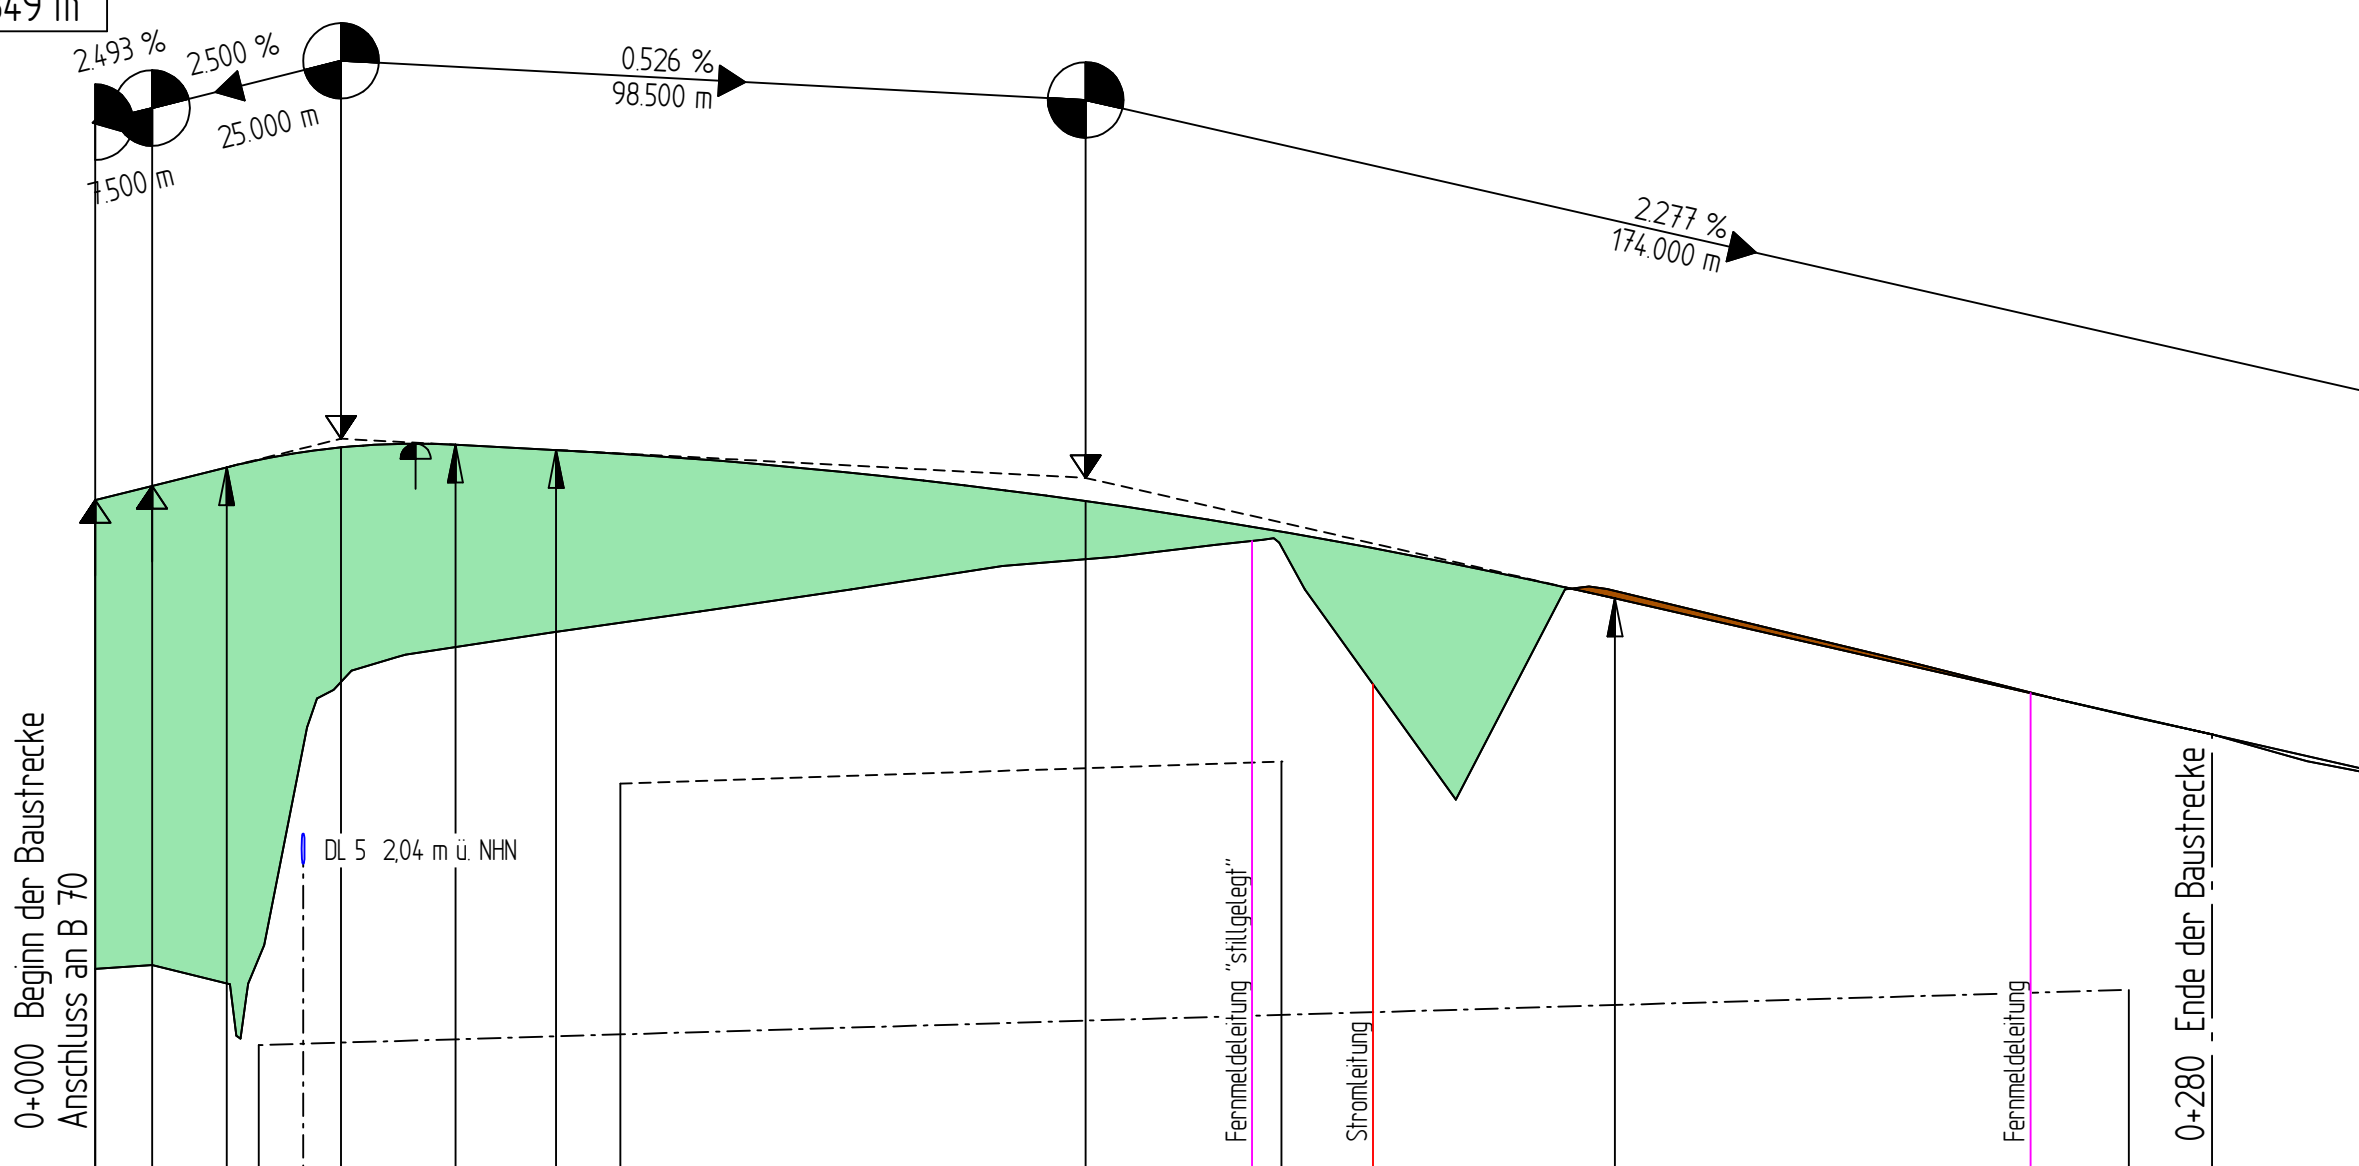 2.493 %
2.500 %
25.000 m
7.500 m
0.526 %
98.500 m
2.277 %
174.000 m
0+000 Beginn der Baustrecke
Anschluss an B 70
DL 5 2,04 m ü. NHN
Fernmeldeleitung "stillgelegt"
Stromleitung
Fernmeldeleitung
0+280 Ende der Baustrecke